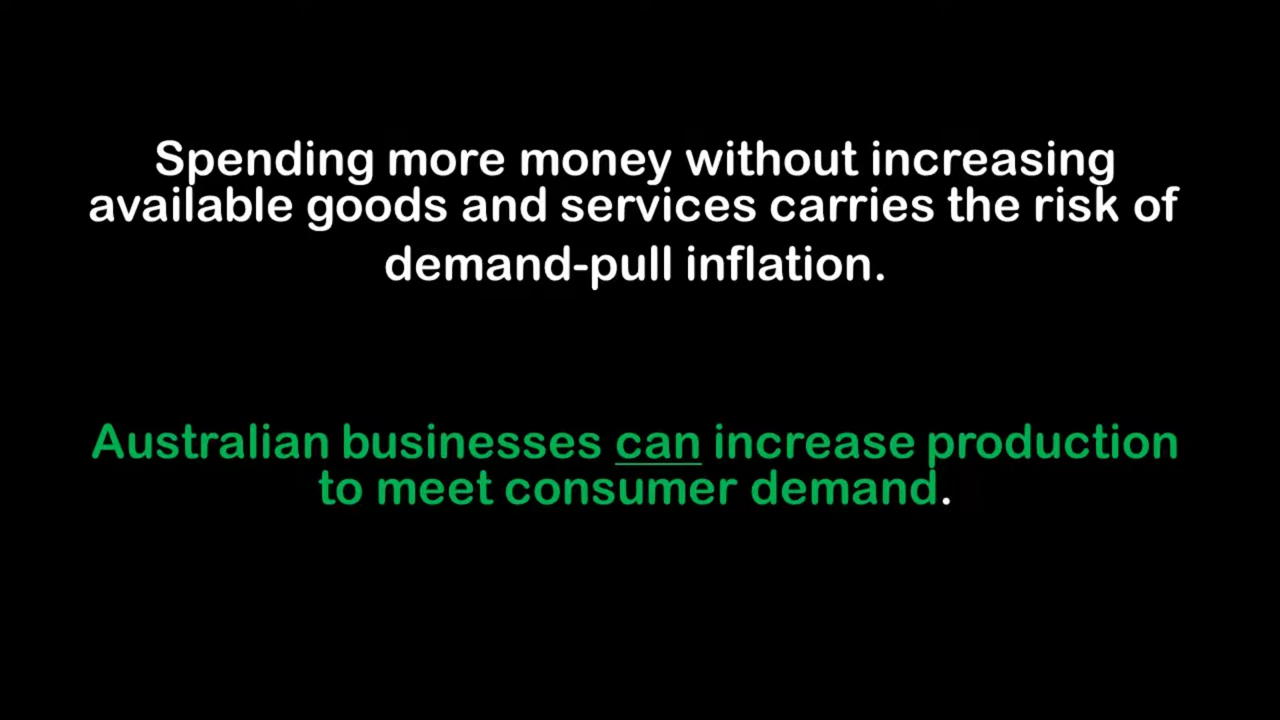 Spending more money without increasing
available goods and services carries the risk of
demand-pull inflation.
Australian businesses can increase production
to meet consumer demand.